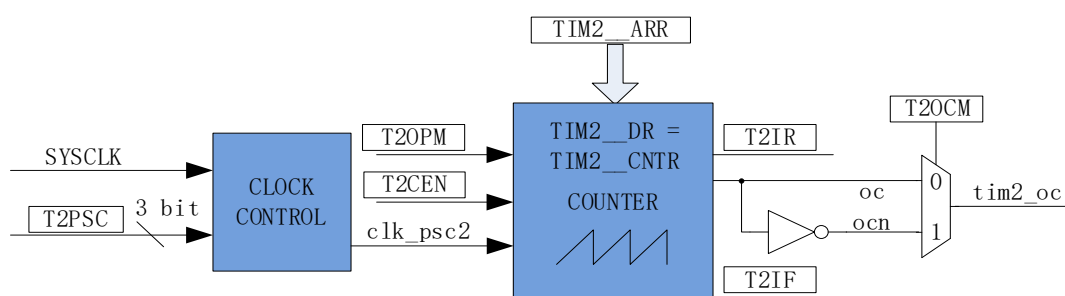 TIM2__ARR
T2OCM
T2OPM
TIM2__DR =
T2IR
SYSCLK
TIM2__CNTR
CLOCK
T2CEN
0
tim2_oc
T2PSC
3 bit
CONTROL
COUNTER
oc
clk_psc2
ocn
1
T2IF